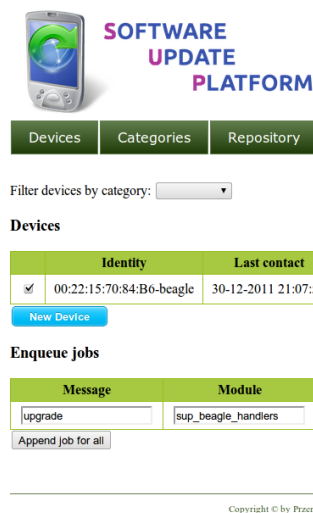 SOFTWARE
UPDATE
PLATFORM
Devices Categories Repository
Filter devices by category:
Devices
Identity Last contact
00:22:15:70:84:B6-beagle 30-12-2011 21:07:
New Device
Enqueue jobs
Message Module
upgrade sup_beagle_handlers
Append job for all
Copyright © by Przem